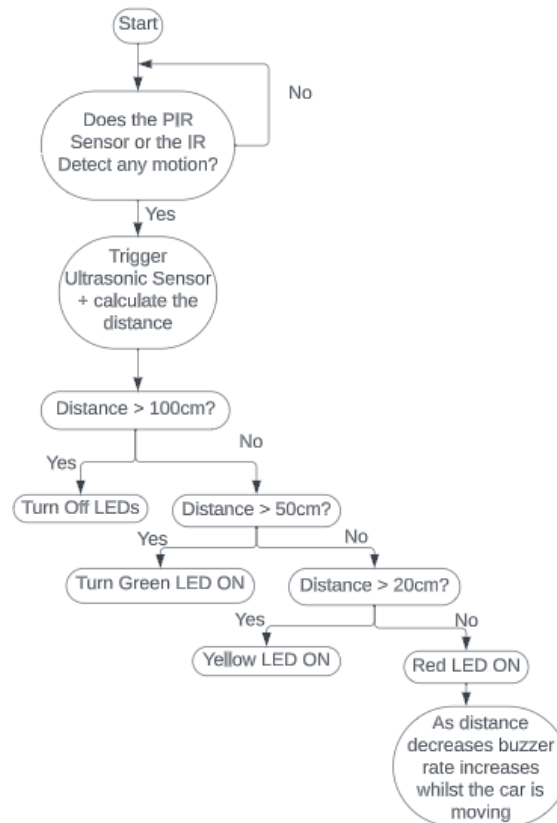 Start
No
Does the PIR
Sensor or the IR
Detect any motion?
Yes
Trigger
Ultrasonic Sensor
+ calculate the
distance
Distance > 100cm?
No
Yes
Turn Off LEDs
Distance > 50cm?
Yes
No
Turn Green LED ON
Distance > 20cm?
Yes
No
Yellow LED ON
Red LED ON
As distance
decreases buzzer
rate increases
whilst the car is
moving